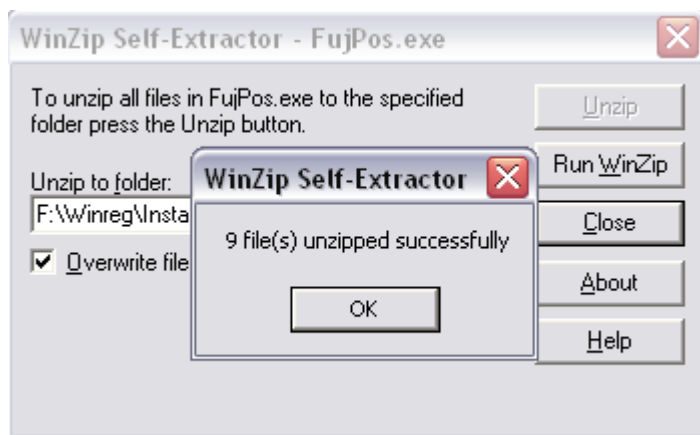 WinZip Self-Extractor - FujPos.exe
To unzip all files in FujPos.exe to the specified
folder press the Unzip button.
Unzip to folder:
F:\Winreg\Insta
Overwrite file
WinZip Self-Extractor
9 file(s) unzipped successfully
OK
Unzip
Run WinZip
Close
About
Help